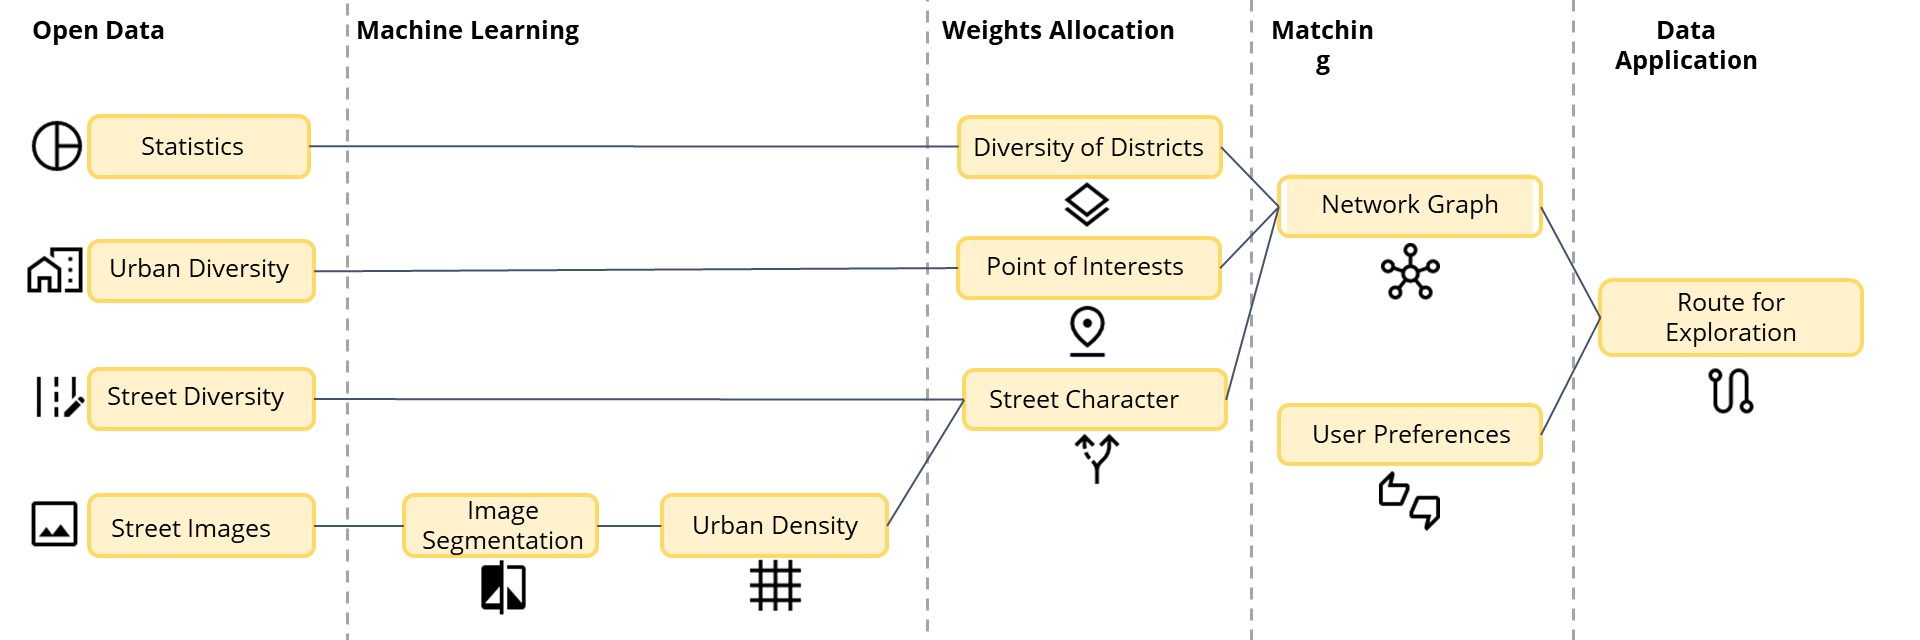 Open Data
Machine Learning
Weights Allocation
Matchin
g
Data
Application
Statistics
Diversity of Districts
Network Graph
Urban Diversity
Point of Interests
Route for
Exploration
Street Diversity
Street Character
User Preferences
Street Images
Image
Segmentation
Urban Density